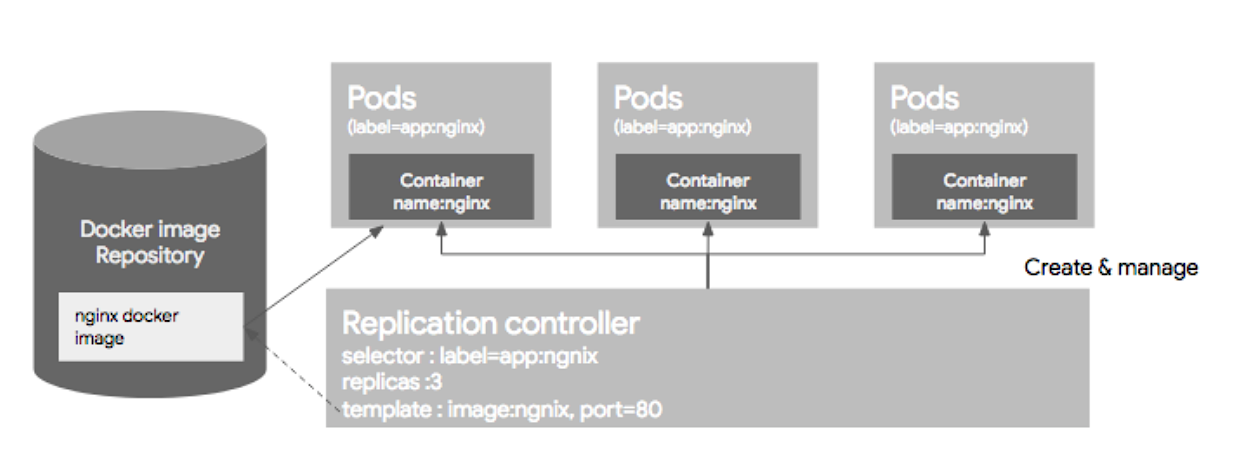 Pods
(label=app:nginx)
Container
name:nginx
Pods
(label=app:nginx)
Container
name:nginx
Pods
(label=app:nginx)
Container
name:nginx
Docker image
Repository
nginx docker
image
Create & manage
Replication controller
selector : label=app:ngnix
replicas :3
template : image:ngnix, port=80